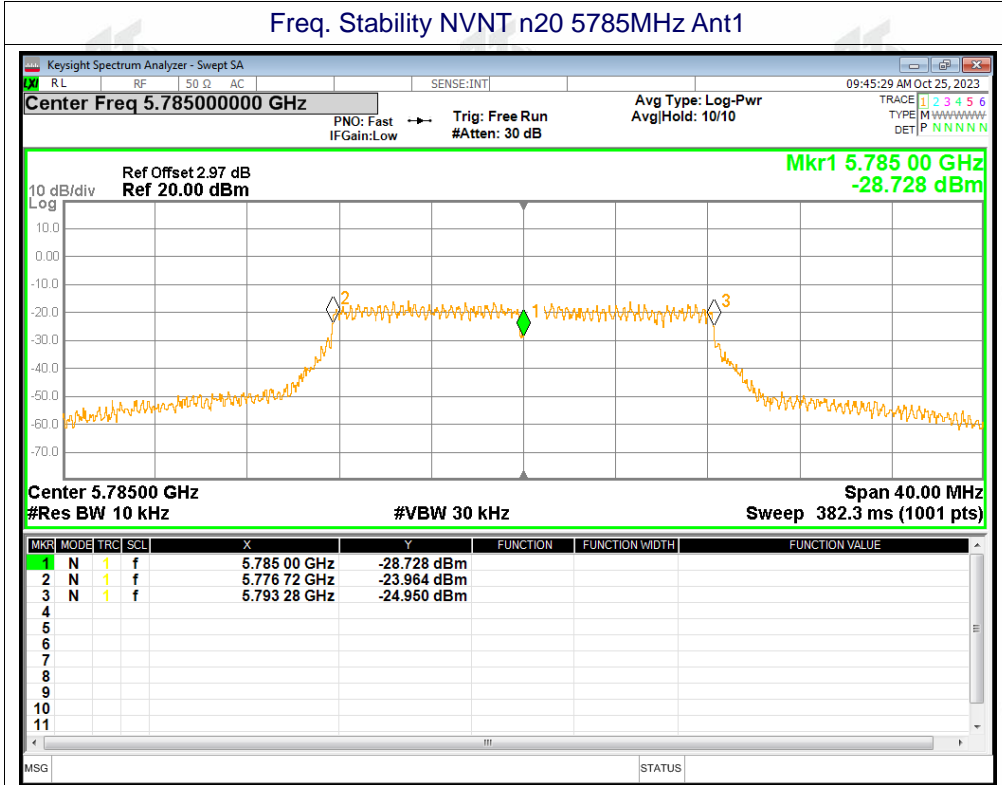 Freq. Stability NVNT n20 5785MHz Ant1
Keysight Spectrum Analyzer - Swept SA
LXI RL RF 50 Ω AC SENSE:INT 09:45:29 AM Oct 25, 2023
Center Freq 5.785000000 GHz
PNO: Fast
IFGain:Low
Trig: Free Run
#Atten: 30 dB
Avg Type: Log-Pwr
Avg|Hold: 10/10
TRACE 1 2 3 4 5 6
TYPE M WWWWW
DET P N N N N N
Ref Offset 2.97 dB
10 dB/div Ref 20.00 dBm
Log
Mkr1 5.785 00 GHz
-28.728 dBm
10.0
0.00
-10.0
-20.0
-30.0
-40.0
-50.0
-60.0
-70.0
2
1
3
Center 5.78500 GHz Span 40.00 MHz
#Res BW 10 kHz #VBW 30 kHz Sweep 382.3 ms (1001 pts)
MKR MODE TRC SCL X Y FUNCTION FUNCTION WIDTH FUNCTION VALUE
1 N 1 f 5.785 00 GHz -28.728 dBm
2 N 1 f 5.776 72 GHz -23.964 dBm
3 N 1 f 5.793 28 GHz -24.950 dBm
4
5
6
7
8
9
10
11
MSG STATUS